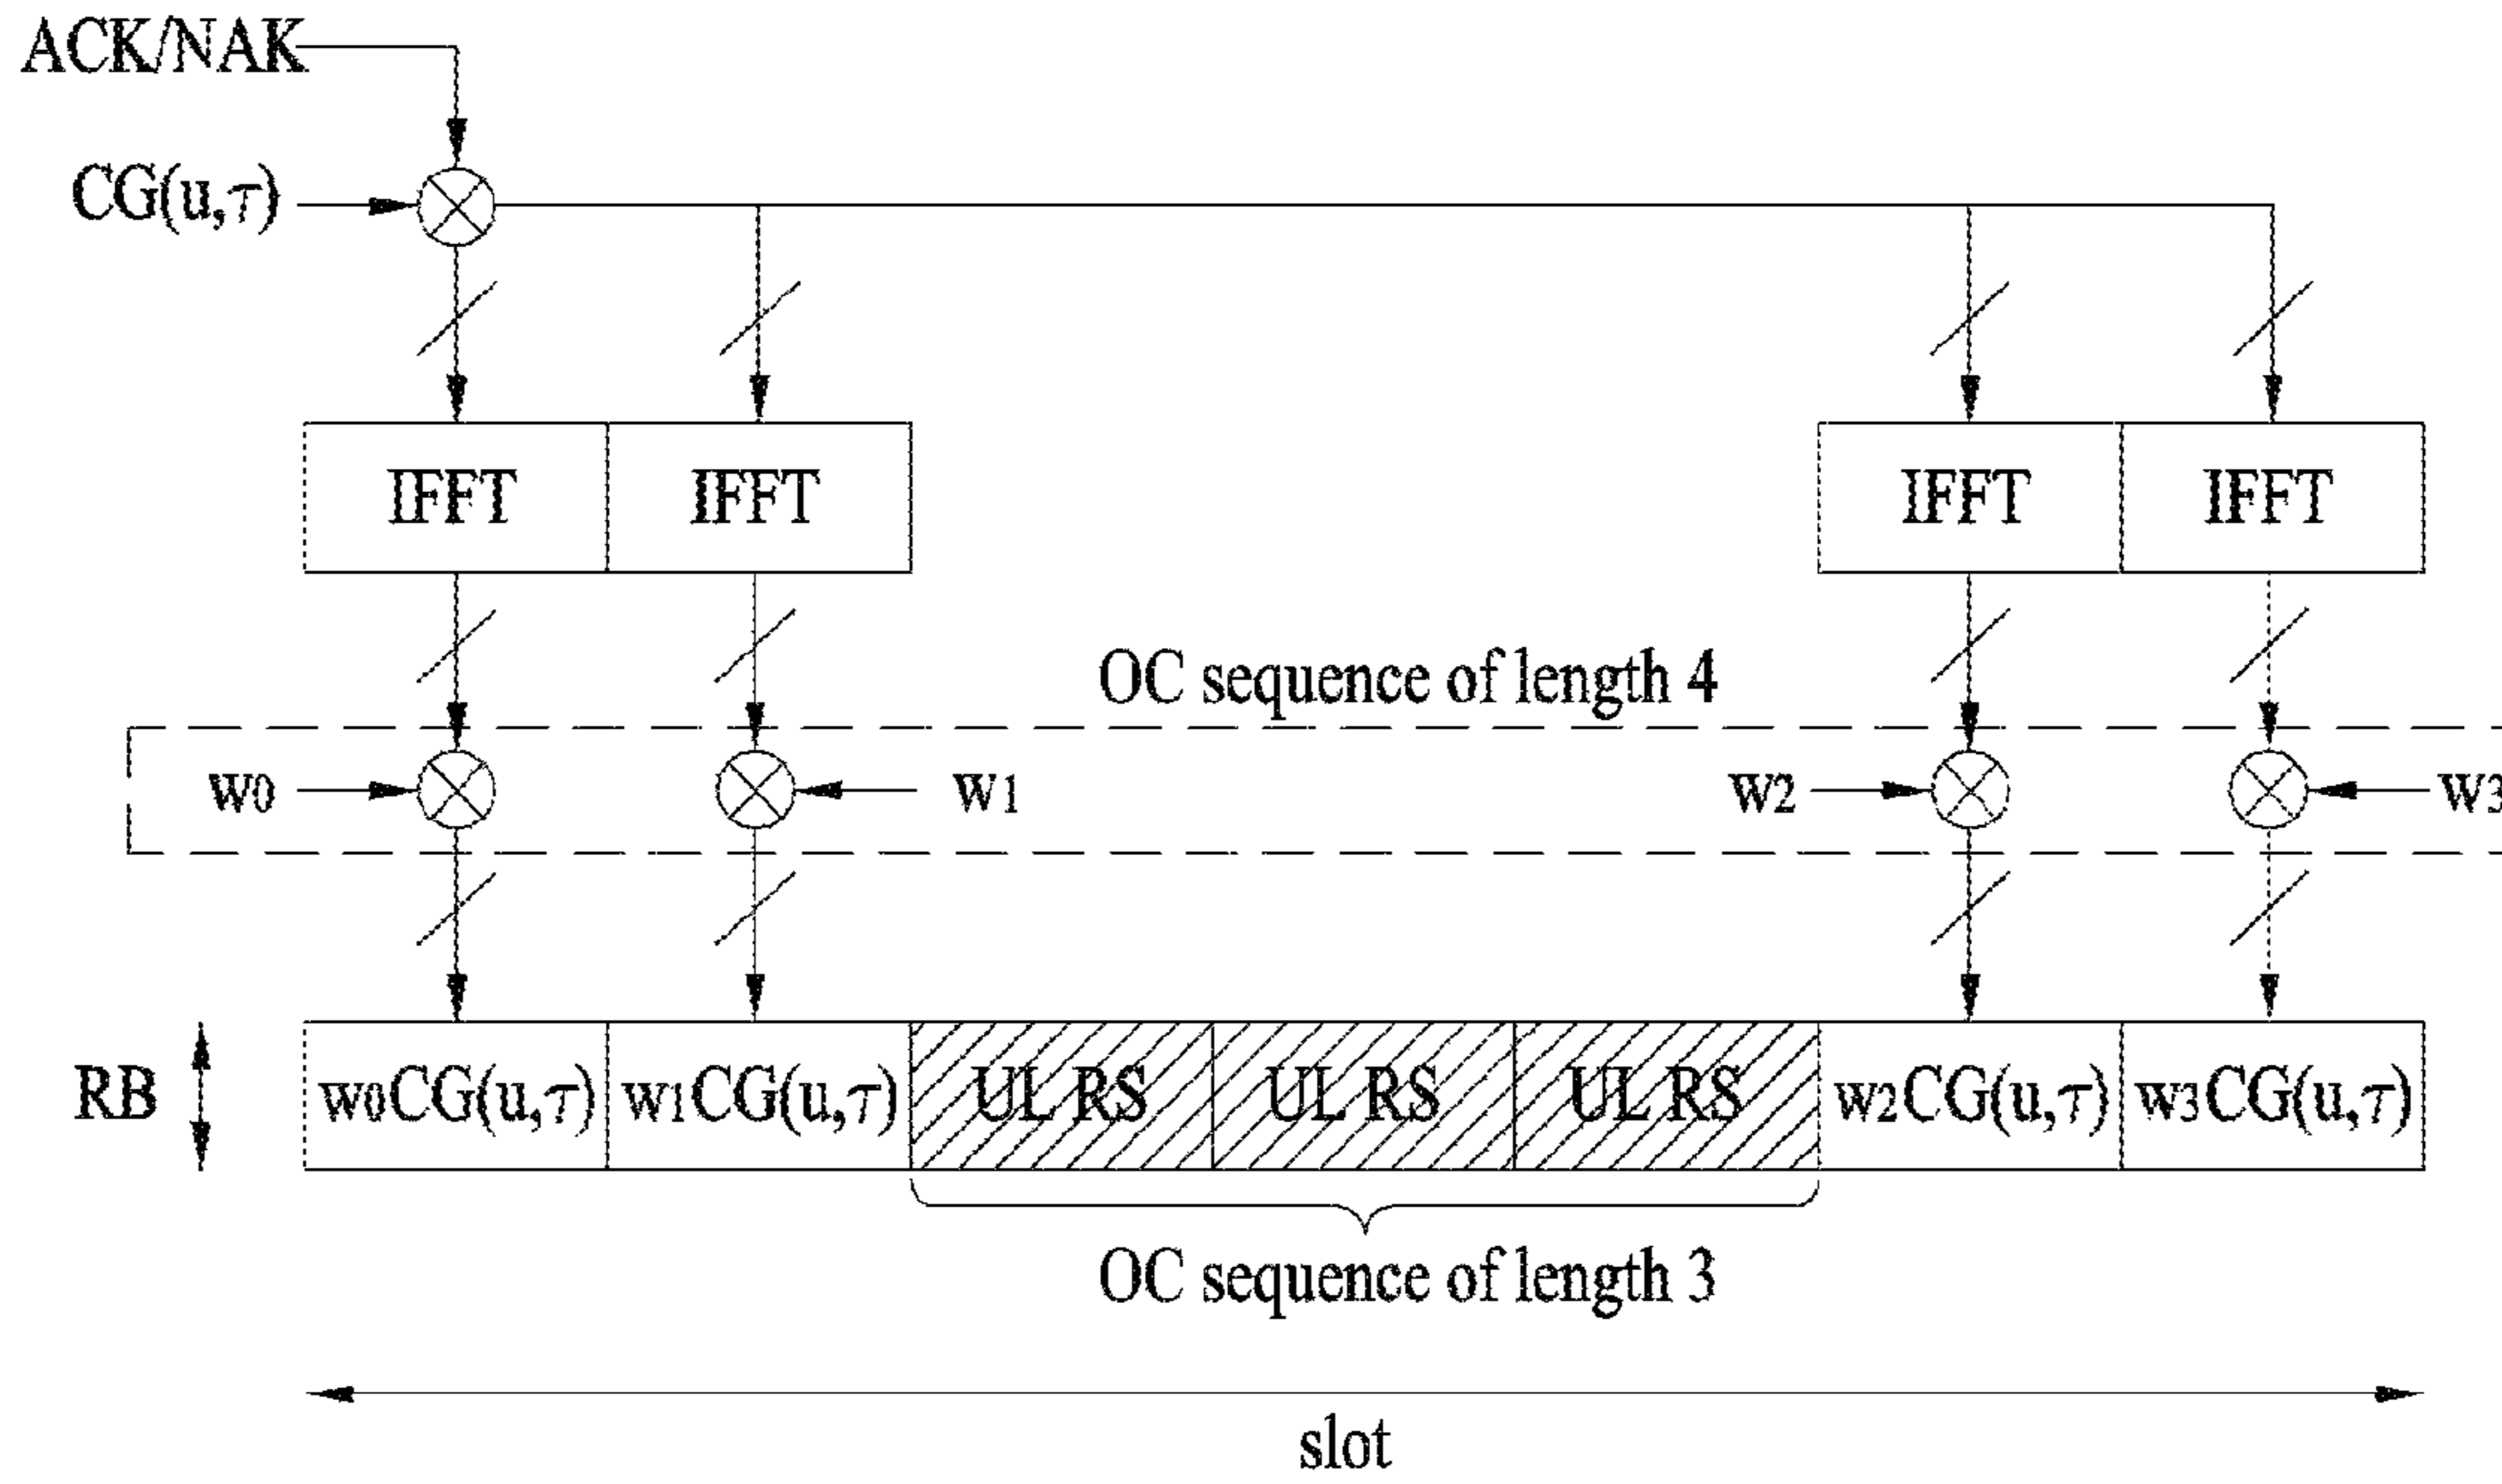 ACK/NAK
CG(u,τ)
IFFT IFFT IFFT IFFT
OC sequence of length 4
w0 w1 w2 w3
RB w0CG(u,τ) w1CG(u,τ) UL RS UL RS UL RS w2CG(u,τ) w3CG(u,τ)
OC sequence of length 3
slot